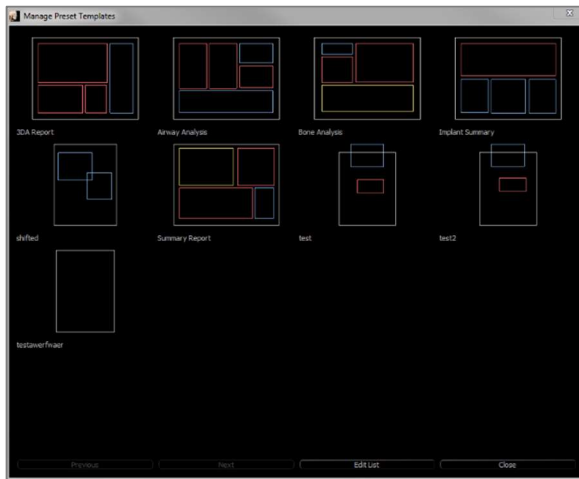 Manage Preset Templates
X
3DA Report
Airway Analysis
Bone Analysis
Implant Summary
shifted
Summary Report
test
test2
testawerfwaer
Previous
Next
Edit List
Close